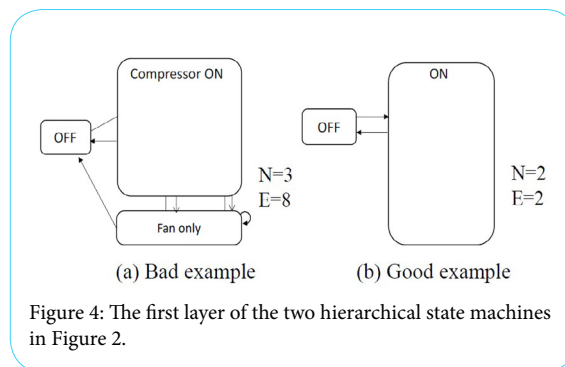 Compressor ON
OFF
Fan only
N=3
E=8
(a) Bad example
ON
OFF
N=2
E=2
(b) Good example
Figure 4: The first layer of the two hierarchical state machines
in Figure 2.